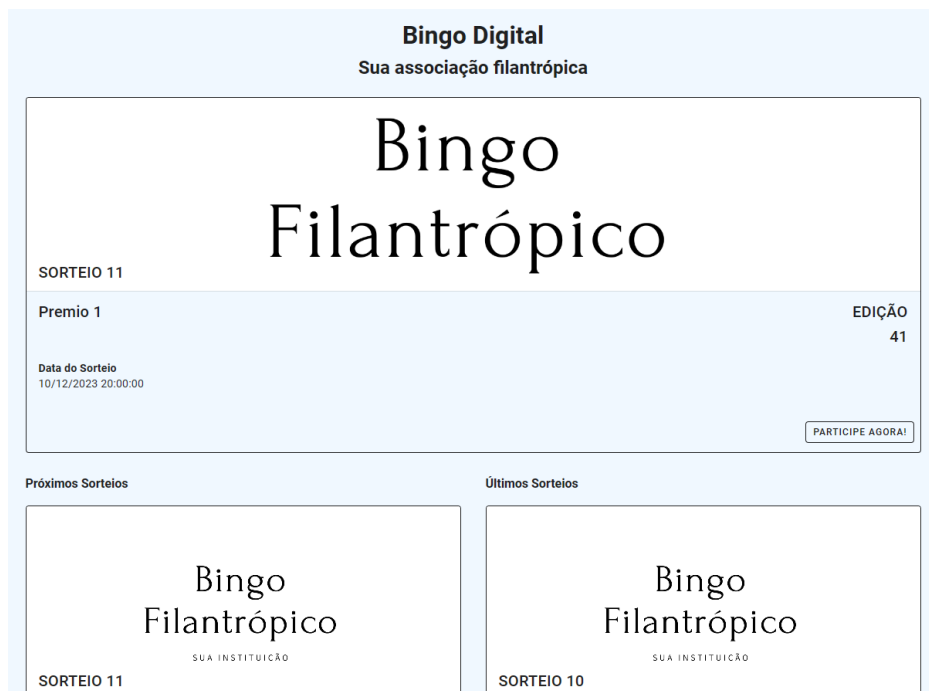 Bingo Digital
Sua associação filantrópica
Bingo
Filantrópico
SORTEIO 11
Premio 1
EDIÇÃO
41
Data do Sorteio
10/12/2023 20:00:00
PARTICIPE AGORA!
Próximos Sorteios
Bingo
Filantrópico
SUA INSTITUIÇÃO
SORTEIO 11
Últimos Sorteios
Bingo
Filantrópico
SUA INSTITUIÇÃO
SORTEIO 10